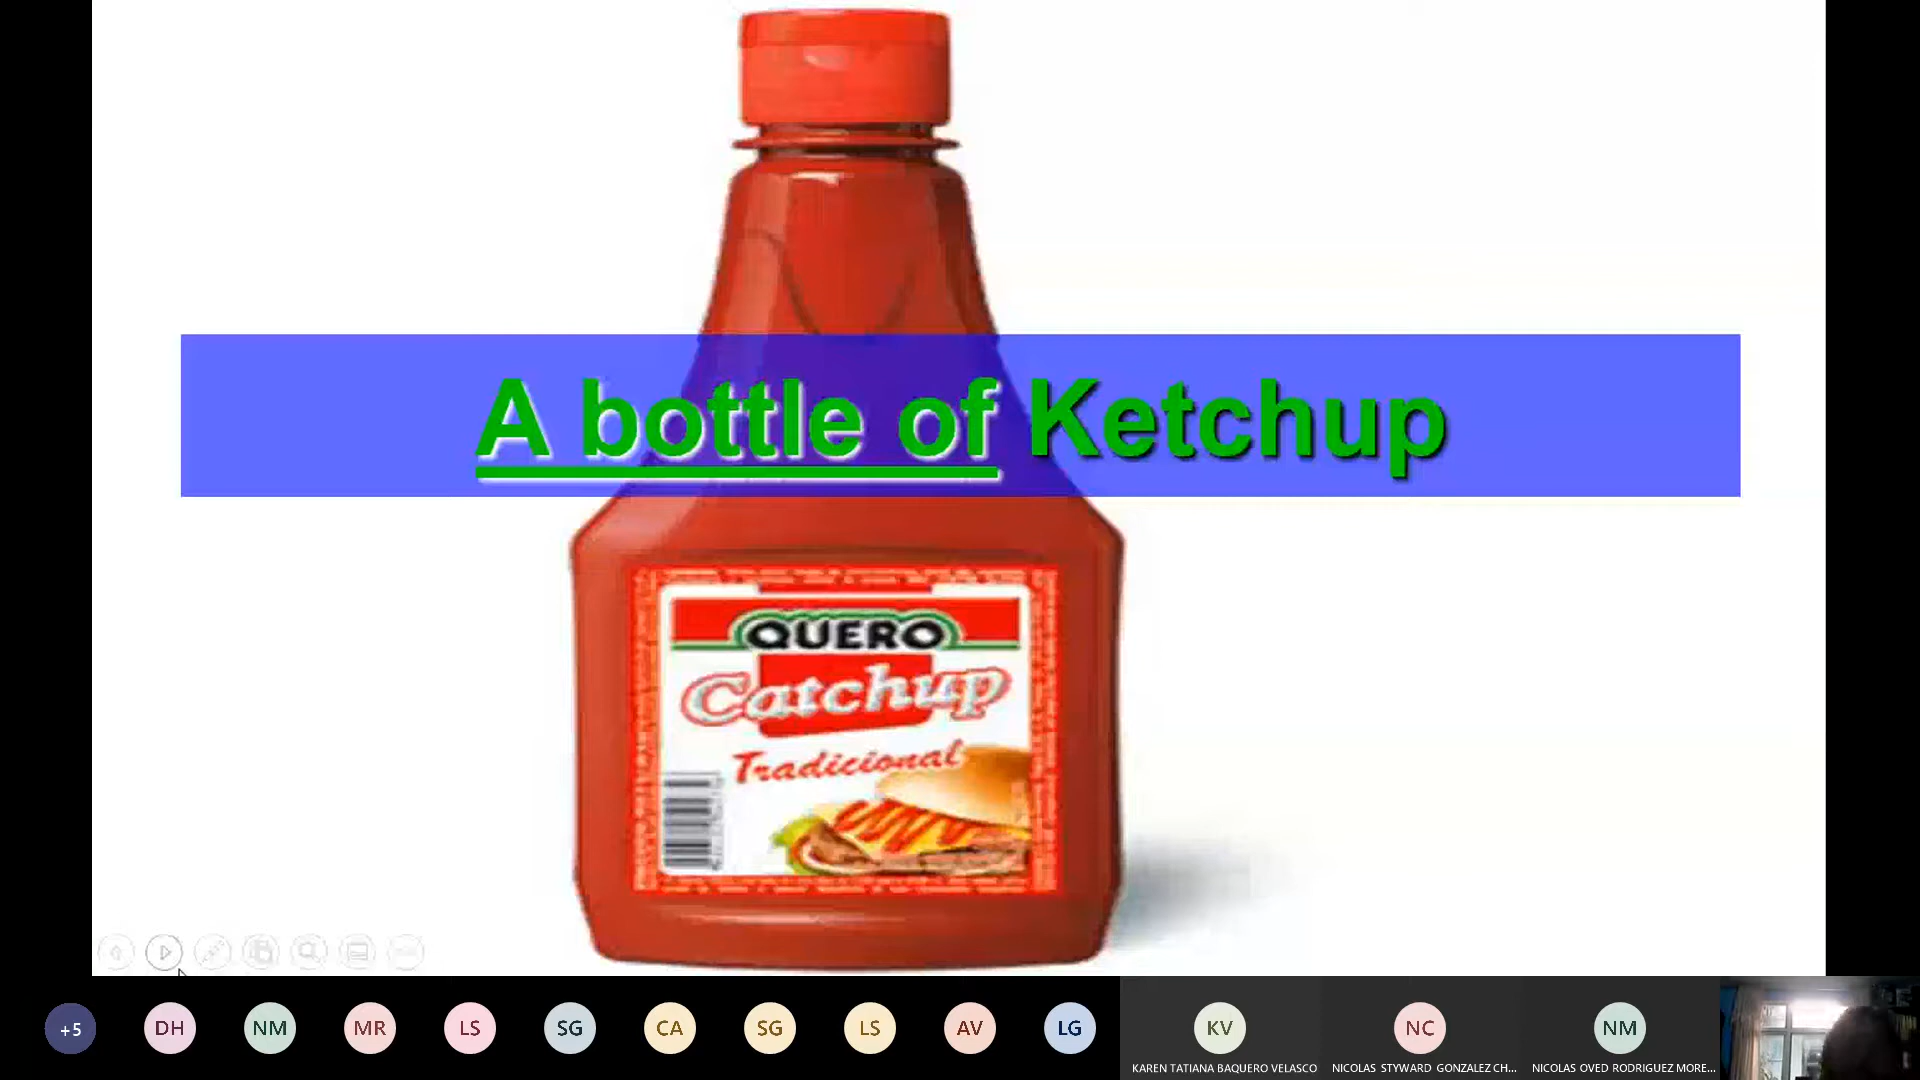 A bottle of Ketchup
QUERO
Catchup
Tradicional
+5
DH
NM
MR
LS
SG
CA
SG
LS
AV
LG
KV
NC
NM
KAREN TATIANA BAQUERO VELASCO
NICOLAS STYWARD GONZALEZ CH...
NICOLAS OVED RODRIGUEZ MORE...